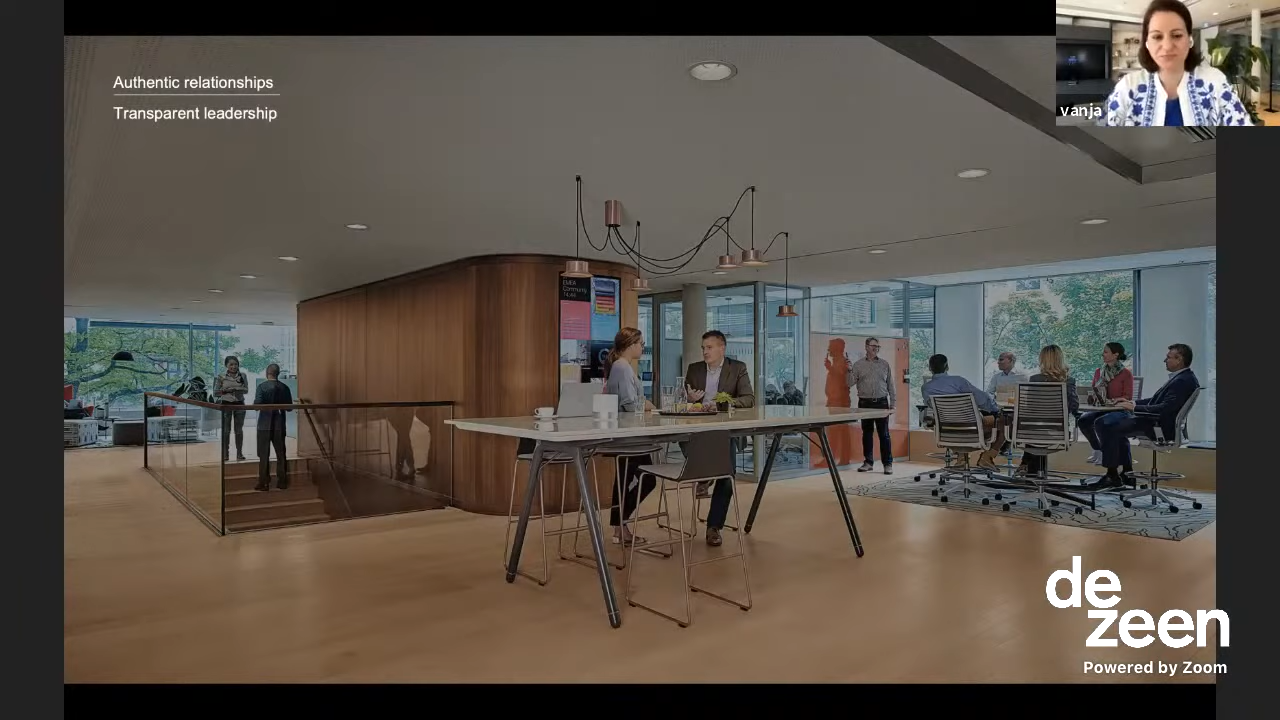 Authentic relationships
Transparent leadership
vanja
de
zeen
Powered by Zoom